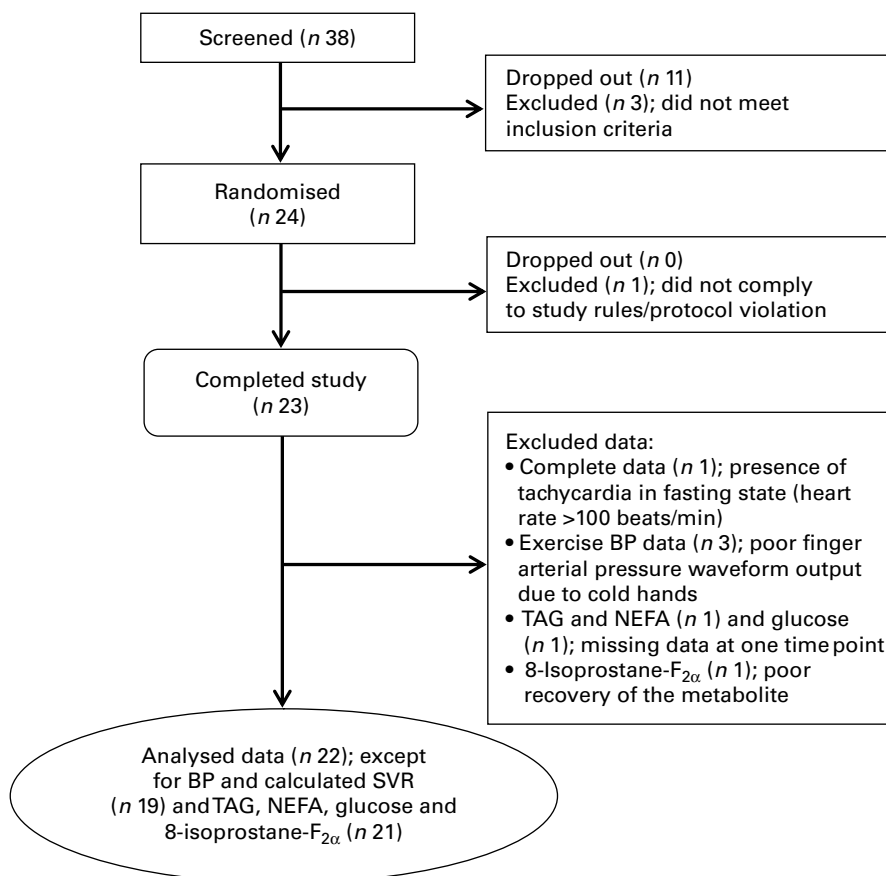 Screened (n 38)
Dropped out (n 11)
Excluded (n 3); did not meet
inclusion criteria
Randomised
(n 24)
Dropped out (n 0)
Excluded (n 1); did not comply
to study rules/protocol violation
Completed study
(n 23)
Excluded data:
• Complete data (n 1); presence of
tachycardia in fasting state (heart
rate >100 beats/min)
• Exercise BP data (n 3); poor finger
arterial pressure waveform output
due to cold hands
• TAG and NEFA (n 1) and glucose
(n 1); missing data at one time point
• 8-Isoprostane-F2α (n 1); poor
recovery of the metabolite
Analysed data (n 22); except
for BP and calculated SVR
(n 19) and TAG, NEFA, glucose and
8-isoprostane-F2α (n 21)